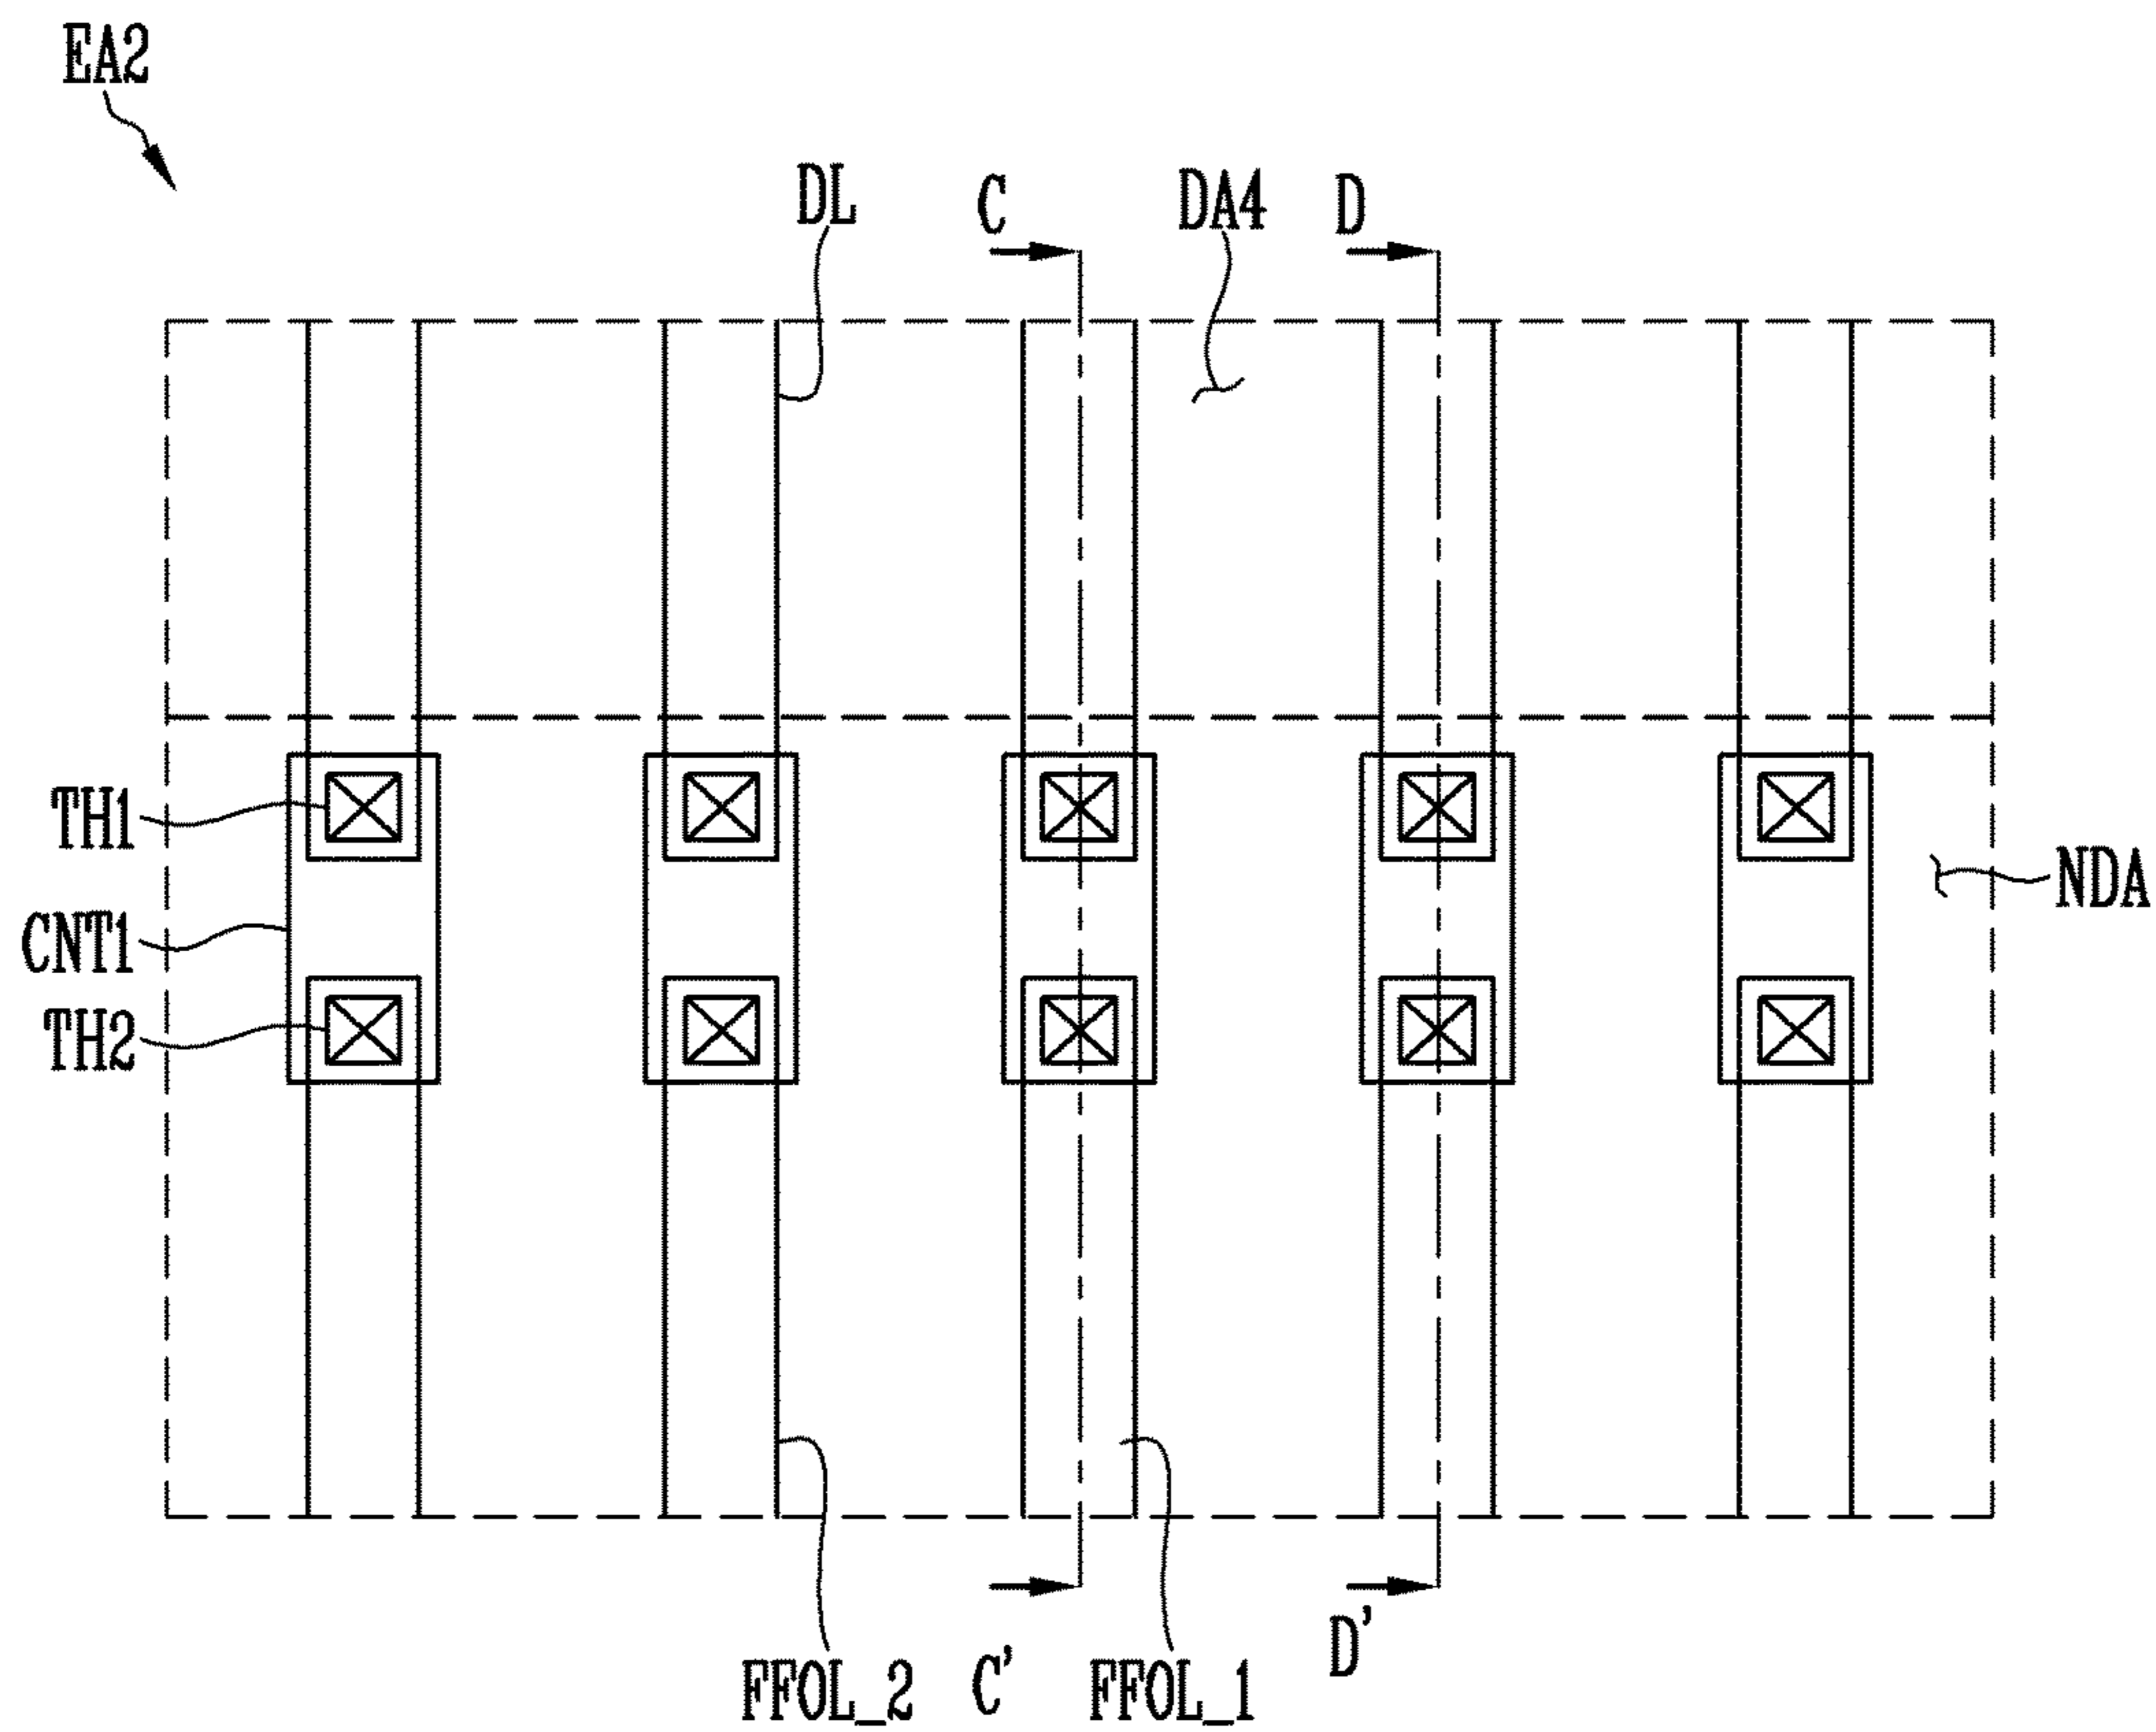 EA2
DL
C
DA4
D
TH1
CNT1
TH2
NDA
FFOL_2
C'
FFOL_1
D'